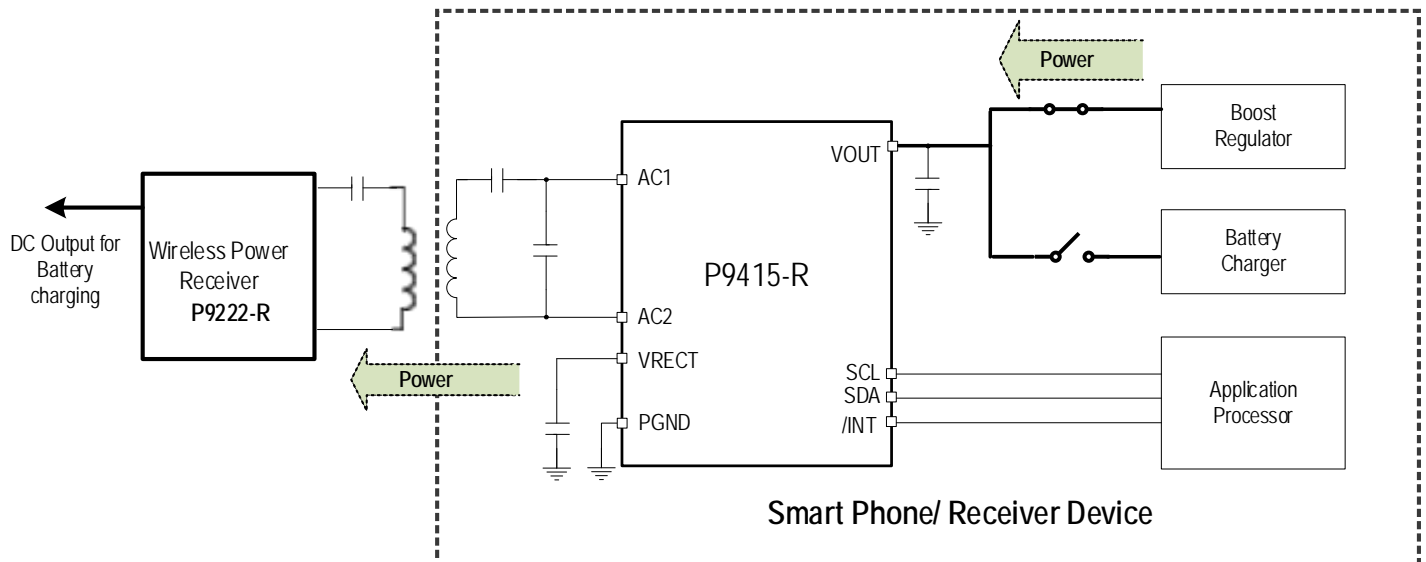 Power
Boost
Regulator
VOUT
AC1
DC Output for
Battery
charging
Wireless Power
Receiver
P9222-R
P9415-R
Battery
Charger
AC2
VRECT
Power
PGND
SCL
SDA
/INT
Application
Processor
Smart Phone/ Receiver Device